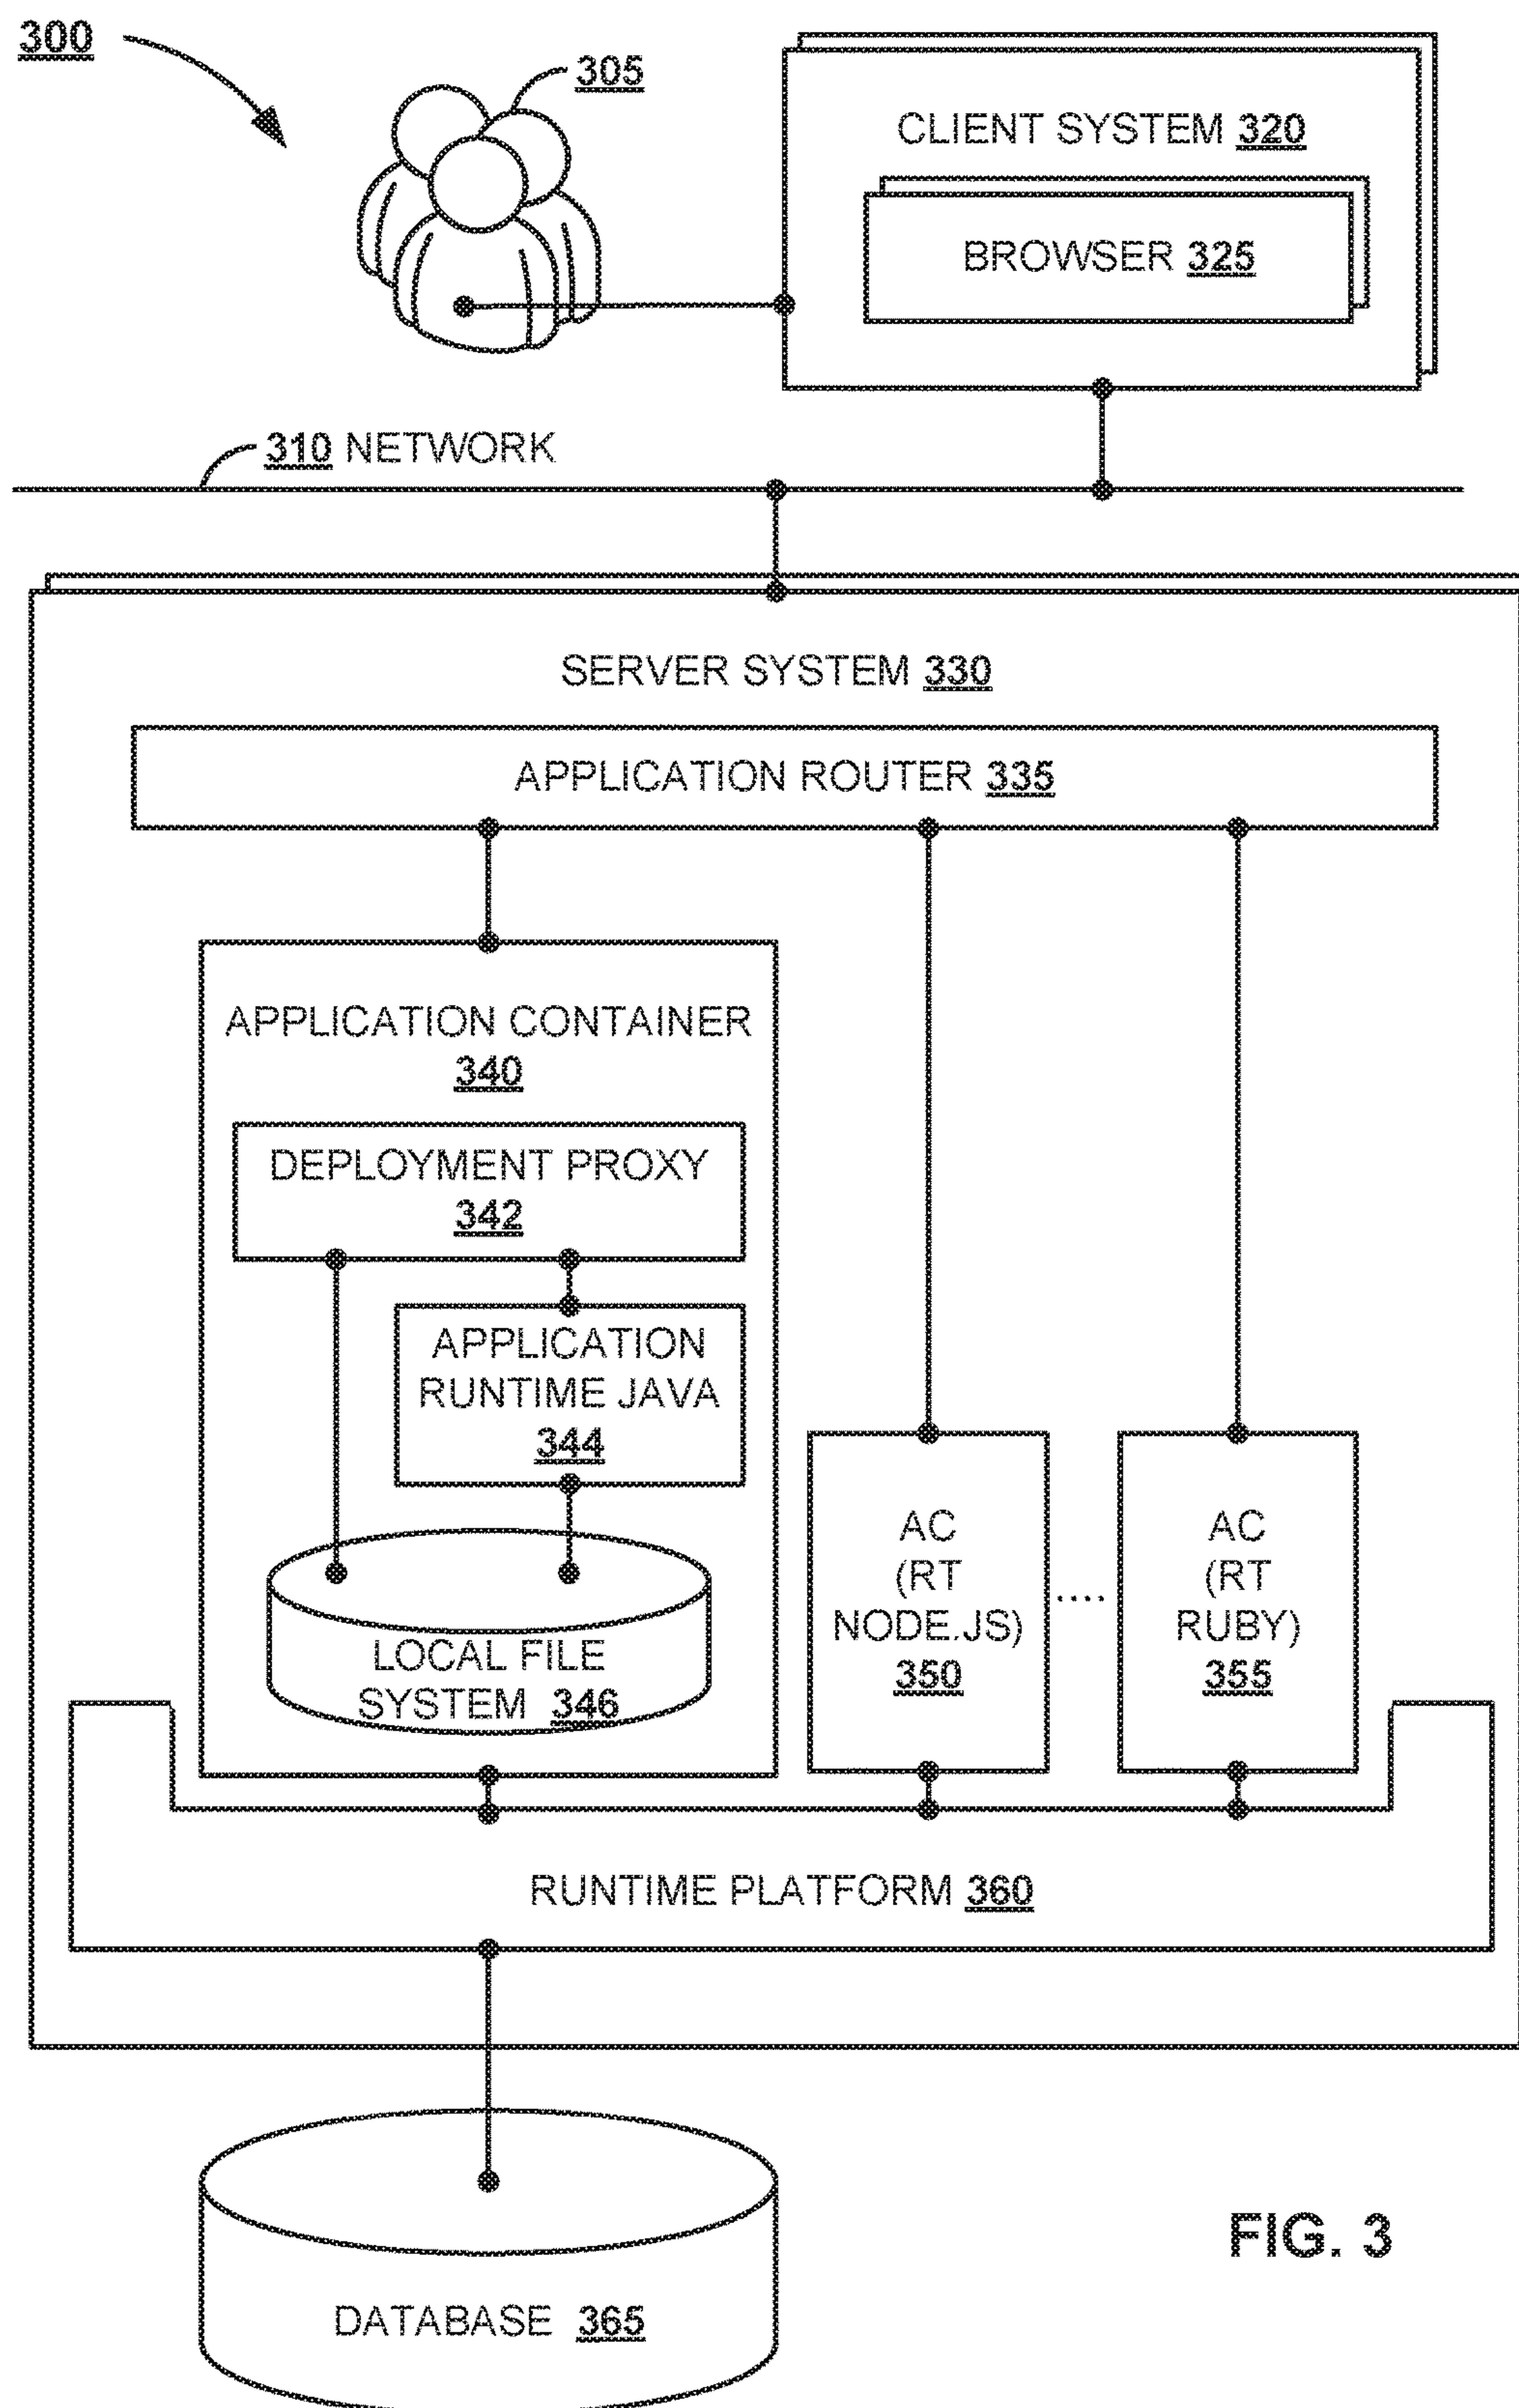 300
305
CLIENT SYSTEM 320
BROWSER 325
310 NETWORK
SERVER SYSTEM 330
APPLICATION ROUTER 335
APPLICATION CONTAINER
340
DEPLOYMENT PROXY
342
APPLICATION
RUNTIME JAVA
344
LOCAL FILE
SYSTEM 346
AC
(RT
NODE.JS)
350
....
AC
(RT
RUBY)
355
RUNTIME PLATFORM 360
DATABASE 365
FIG. 3